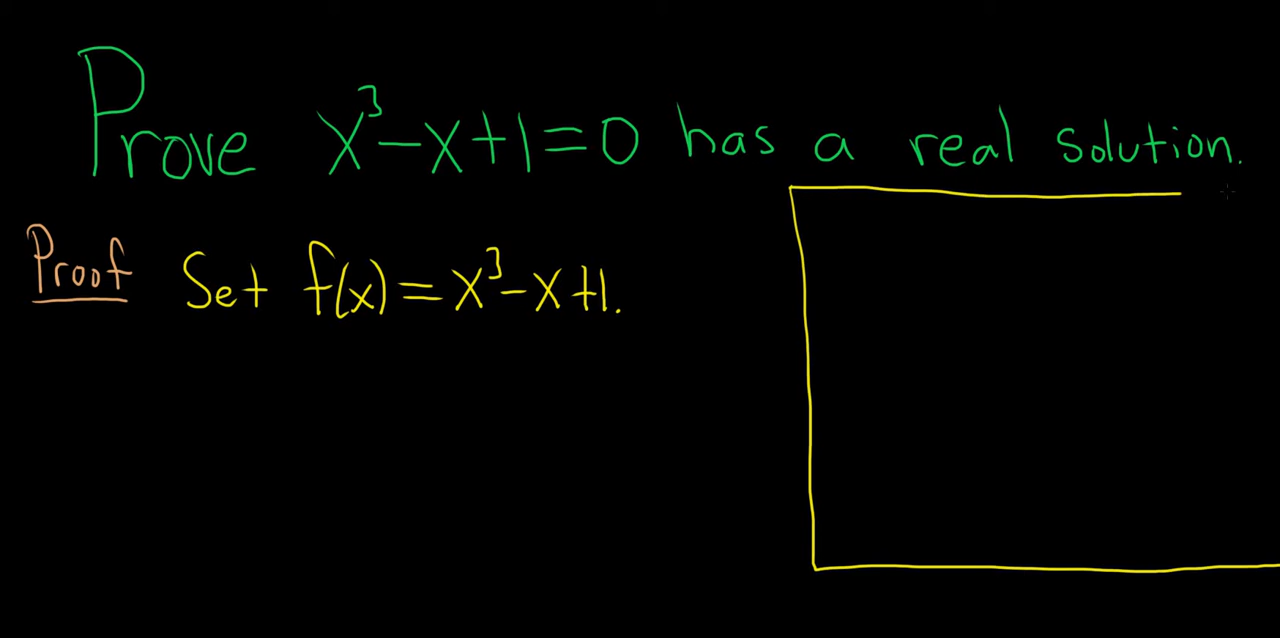 Prove x³-x+1=0 has a real solution.
Proof Set f(x)=x³-x+1.